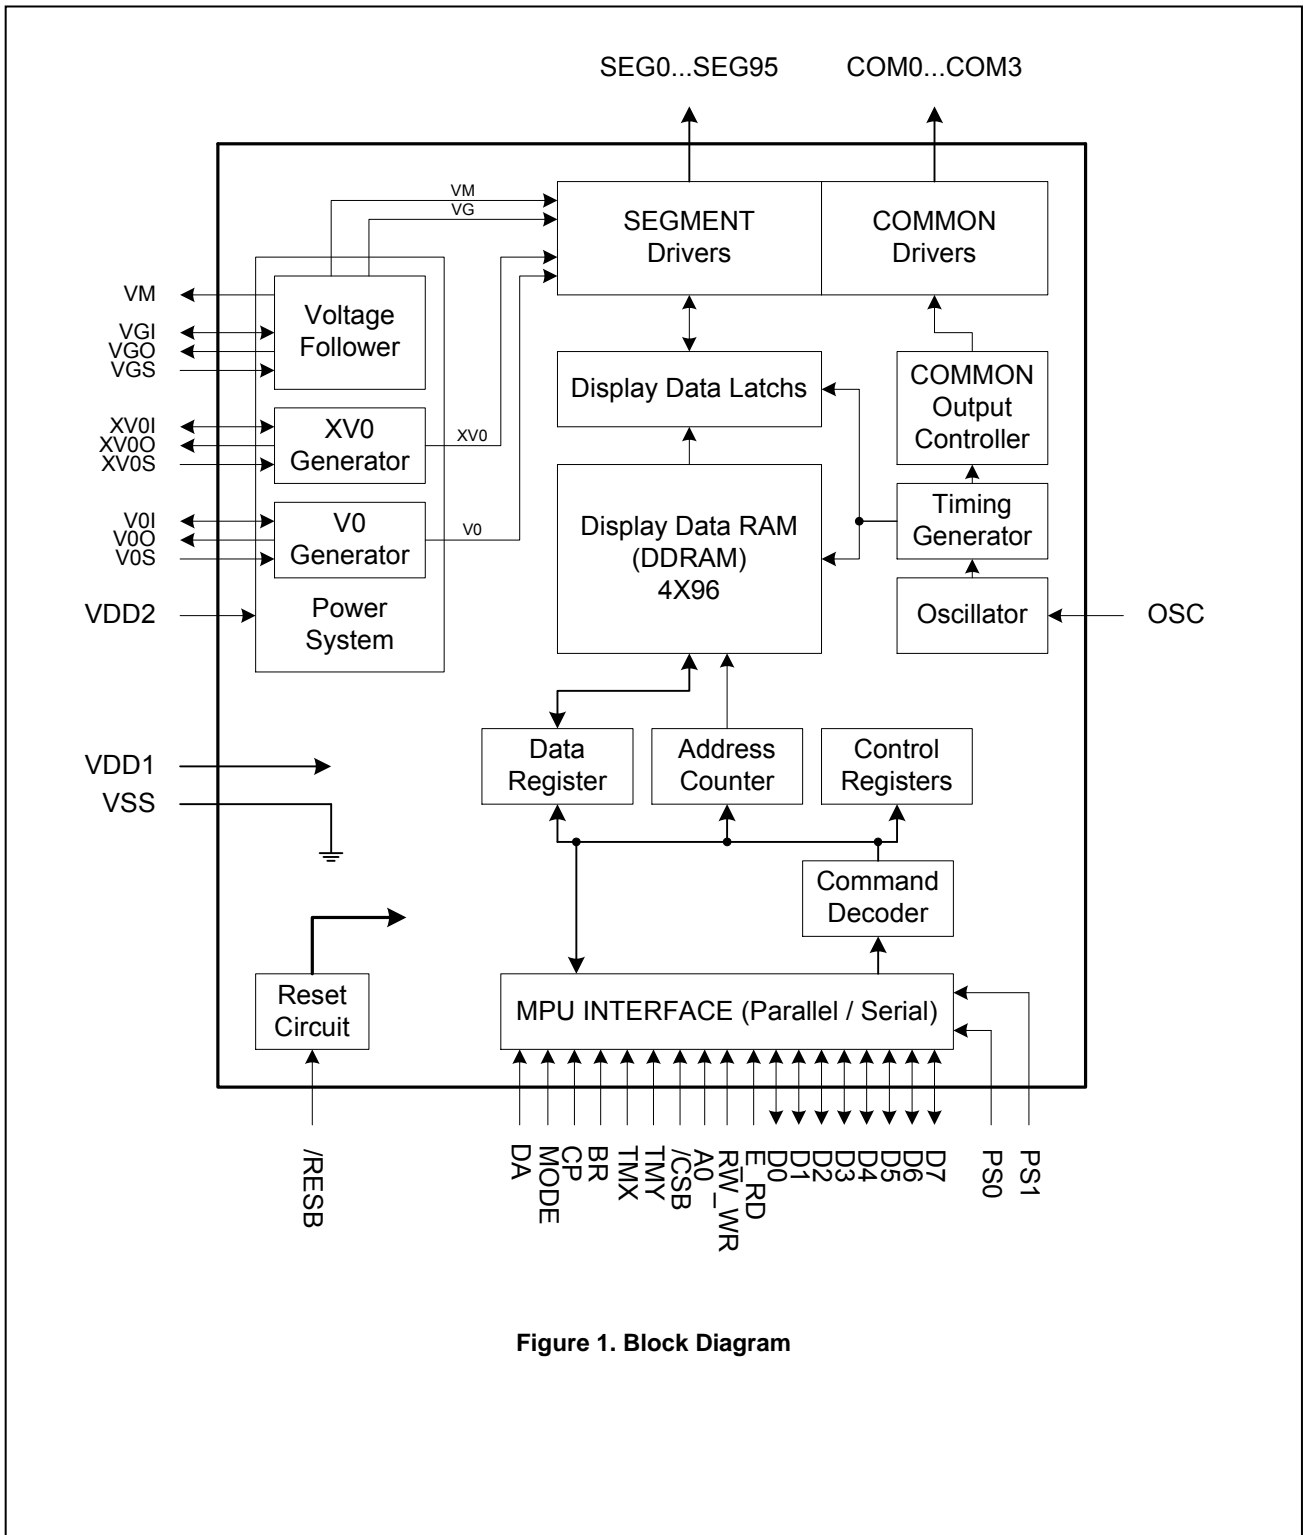 SEG0...SEG95
COM0...COM3
VM
VG
SEGMENT
Drivers
COMMON
Drivers
VM
VGI
VGO
VGS
Voltage
Follower
Display Data Latchs
COMMON
Output
Controller
XV0I
XV0O
XV0S
XV0
Generator
XV0
V0I
V0O
V0S
V0
Generator
V0
Display Data RAM
(DDRAM)
4X96
Timing
Generator
VDD2
Power
System
Oscillator
OSC
VDD1
VSS
Data
Register
Address
Counter
Control
Registers
Command
Decoder
Reset
Circuit
MPU INTERFACE (Parallel / Serial)
/RESB
DA
MODE
CP
BR
TMX
TMY
/CSB
A0
RW_WR
E_RD
D0
D1
D2
D3
D4
D5
D6
D7
PS0
PS1
Figure 1. Block Diagram